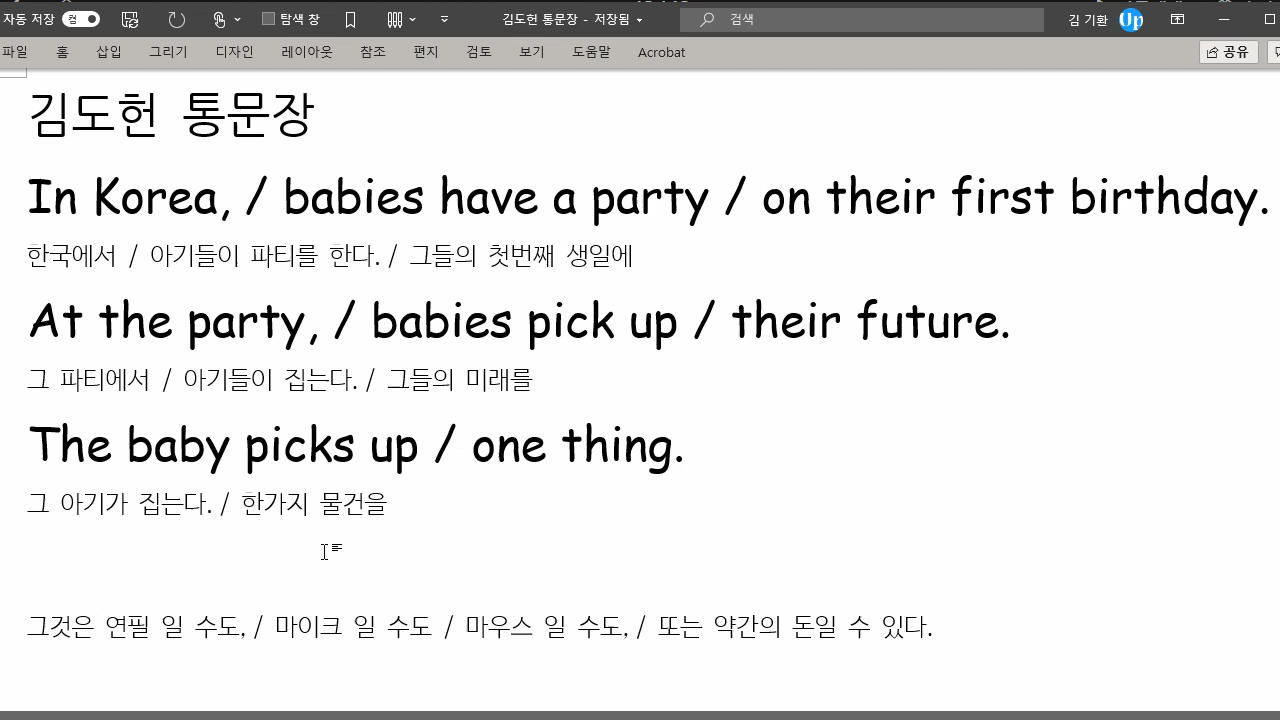 자동 저장 컴 탐색 창 김도헌 통문장 - 저장됨 검색 김 기환 Up
파일 홈 삽입 그리기 디자인 레이아웃 참조 편지 검토 보기 도움말 Acrobat 공유
김도헌 통문장
In Korea, / babies have a party / on their first birthday.
한국에서 / 아기들이 파티를 한다. / 그들의 첫번째 생일에
At the party, / babies pick up / their future.
그 파티에서 / 아기들이 집는다. / 그들의 미래를
The baby picks up / one thing.
그 아기가 집는다. / 한가지 물건을
그것은 연필 일 수도, / 마이크 일 수도 / 마우스 일 수도, / 또는 약간의 돈일 수 있다.